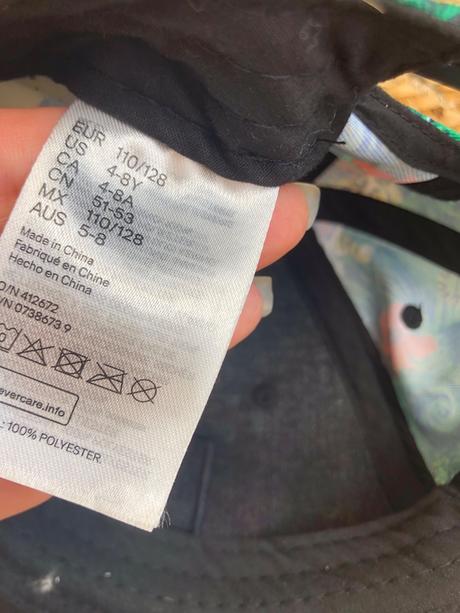 EUR 110/128
US 4-8Y
CA 4-8A
CN 51-53
MX 110/128
AUS 5-8
Made in China
Fabriqué en Chine
Hecho en China
O/N 412672
/N 0738673 9
evercare.info
: 100% POLYESTER